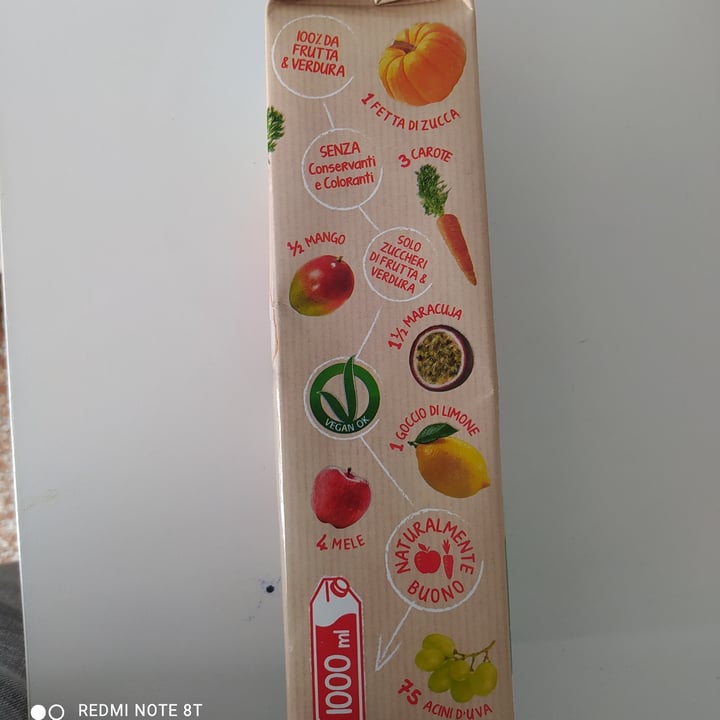 100% DA
FRUTTA
& VERDURA
1 FETTA DI ZUCCA
SENZA
Conservanti
e Coloranti
3 CAROTE
½ MANGO
SOLO
ZUCCHERI
DI FRUTTA &
VERDURA
1 ½ MARACUJA
VEGAN OK
1 GOCCIO DI LIMONE
4 MELE
NATURALMENTE
BUONO
1000 ml
75 ACINI D'UVA
REDMI NOTE 8T